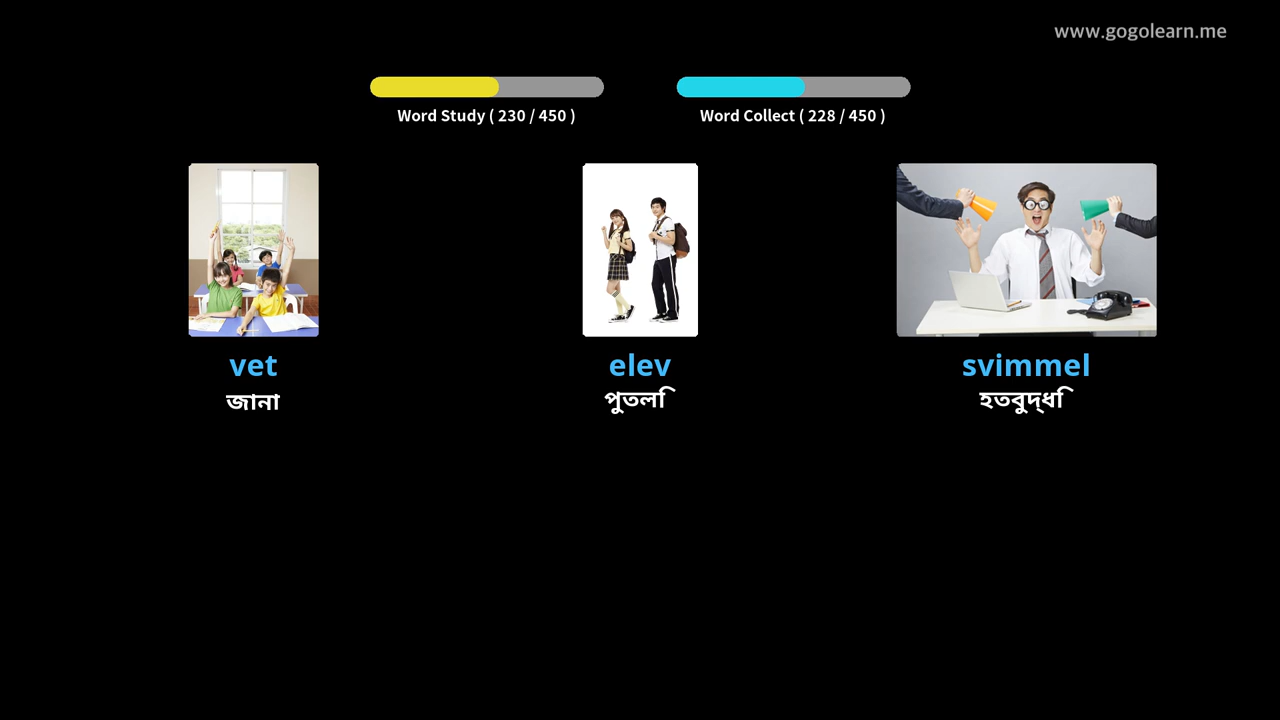 www.gogolearn.me
Word Study ( 230 / 450 )
Word Collect ( 228 / 450 )
vet
elev
svimmel
জানা
পুতলি
হতবুদ্ধি